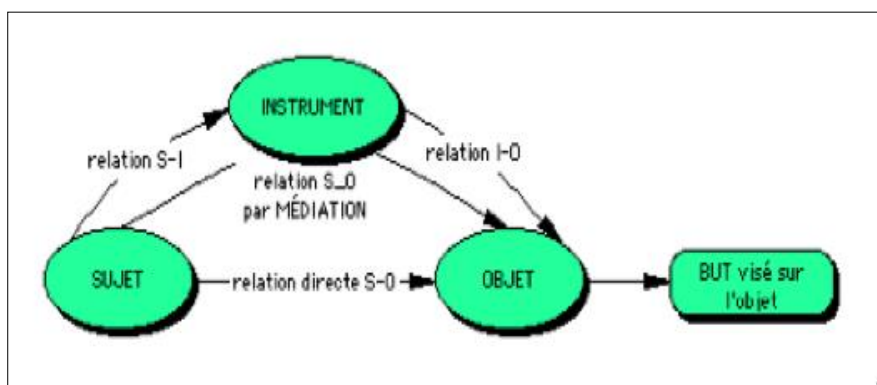 INSTRUMENT
relation S-I
relation I-O
relation S_O
par MÉDIATION
SUJET
relation directe S-O
OBJET
BUT visé sur
l'objet